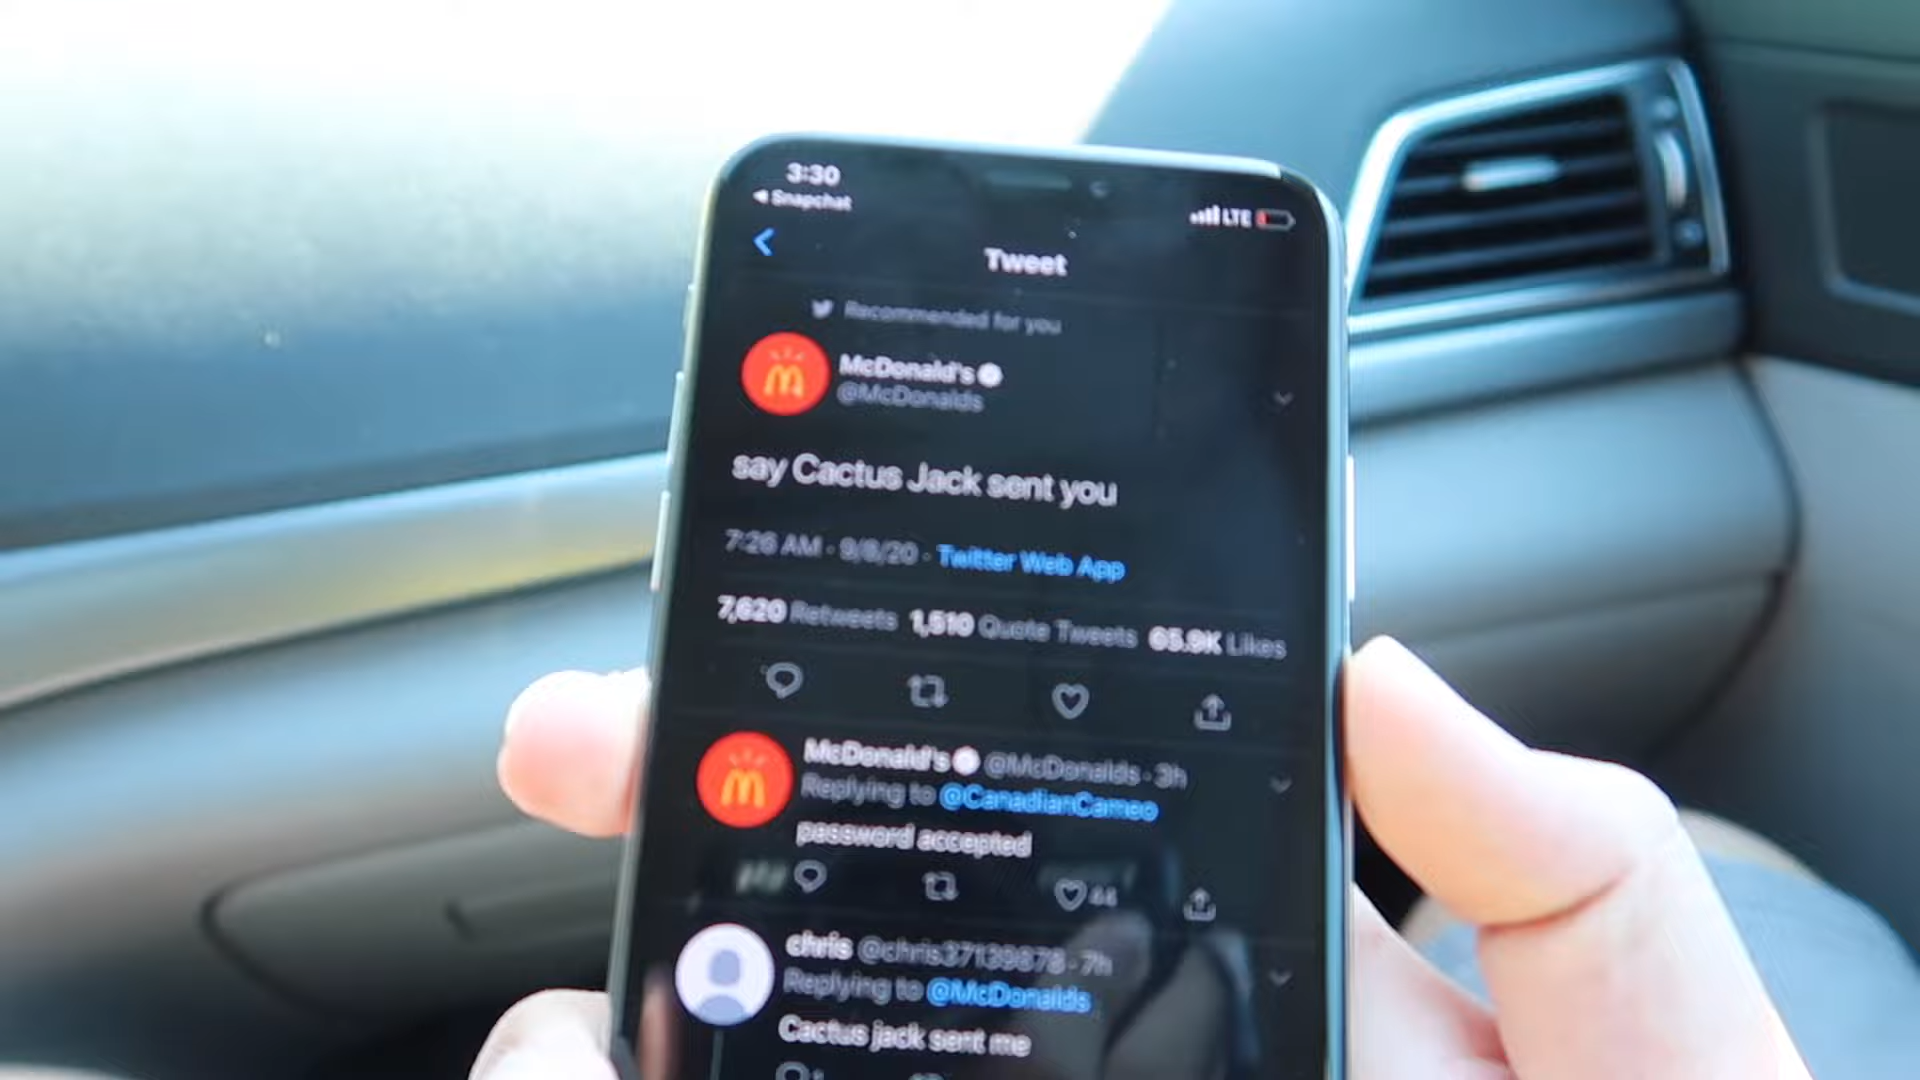 3:30
Snapchat
LTE
Tweet
Recommended for you
McDonald's
@McDonalds
say Cactus Jack sent you
7:26 AM · 9/8/20 · Twitter Web App
7,620 Retweets 1,510 Quote Tweets 65.9K Likes
McDonald's @McDonalds · 3h
Replying to @CanadianCameo
password accepted
44
chris @chris37139878 · 7h
Replying to @McDonalds
Cactus jack sent me